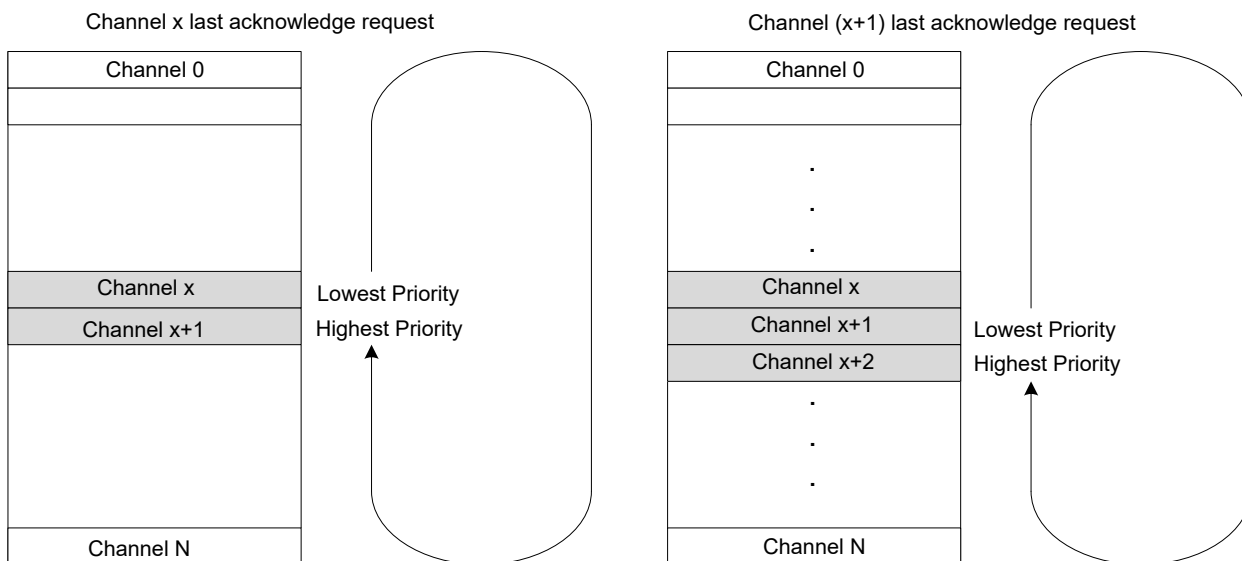 Channel x last acknowledge request
Channel 0
Channel x
Lowest Priority
Channel x+1
Highest Priority
Channel N
Channel (x+1) last acknowledge request
Channel 0
.
.
.
Channel x
Channel x+1
Lowest Priority
Channel x+2
Highest Priority
.
.
.
Channel N